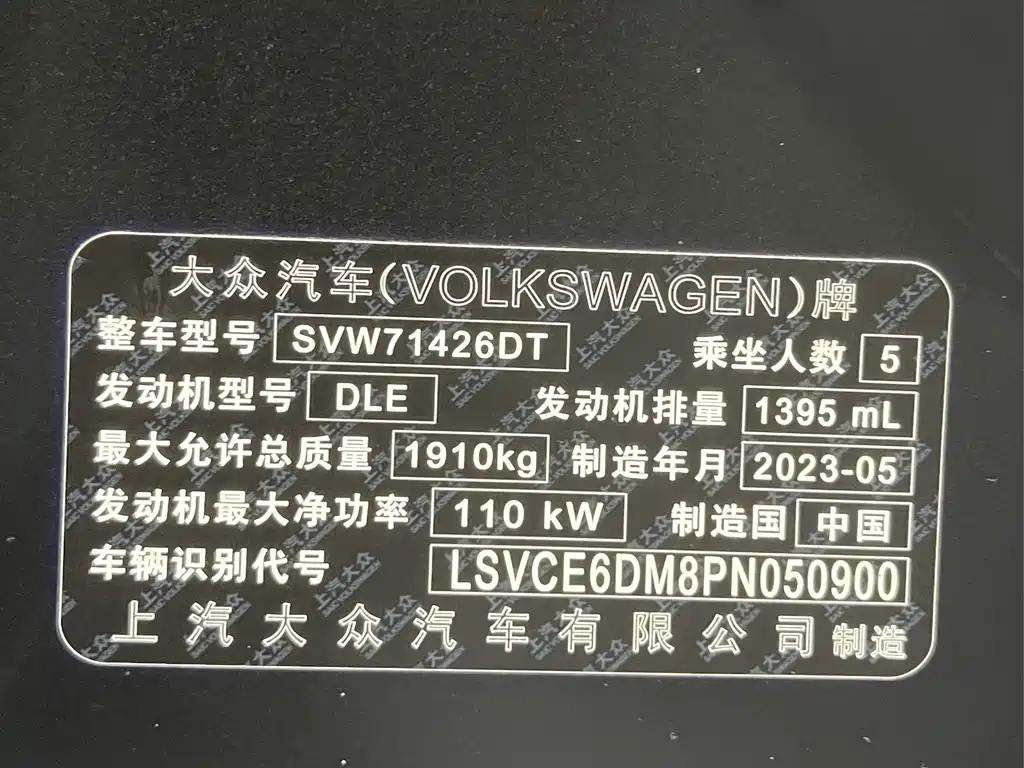 大众汽车(VOLKSWAGEN)牌
整车型号 SVW71426DT 乘坐人数 5
发动机型号 DLE 发动机排量 1395 mL
最大允许总质量 1910kg 制造年月 2023-05
发动机最大净功率 110 kW 制造国 中国
车辆识别代号 LSVCE6DM8PN050900
上汽大众汽车有限公司制造